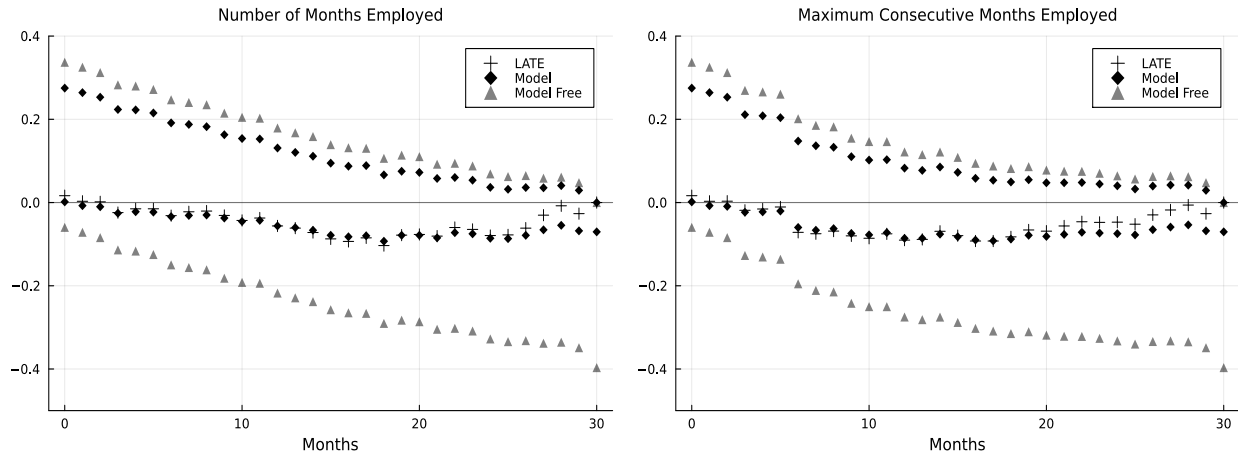 Number of Months Employed
0.4
0.2
0.0
−0.2
−0.4
LATE
Model
Model Free
0
10
20
30
Months
Maximum Consecutive Months Employed
0.4
0.2
0.0
−0.2
−0.4
LATE
Model
Model Free
0
10
20
30
Months